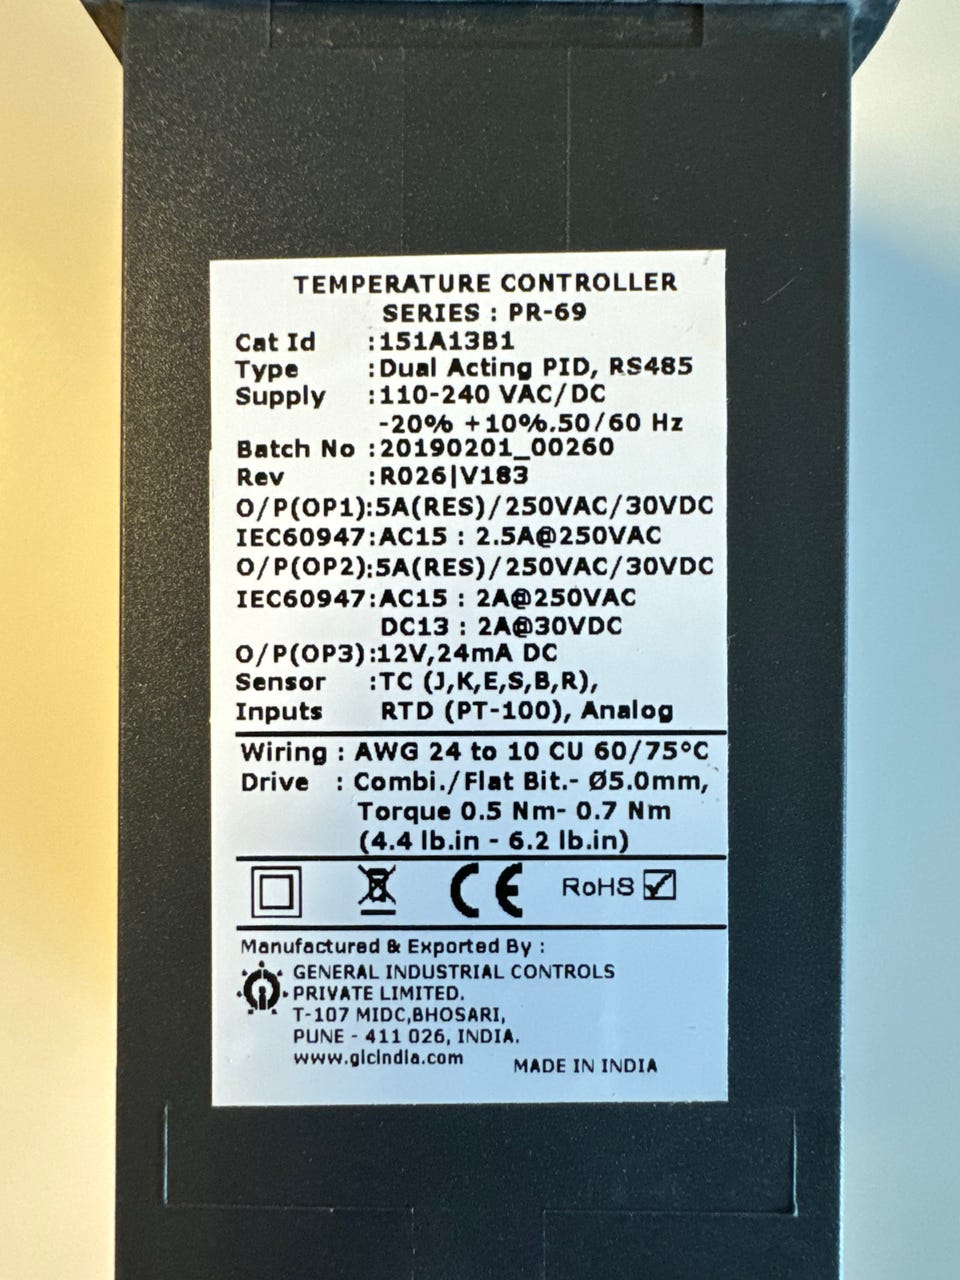 TEMPERATURE CONTROLLER
SERIES : PR-69
Cat Id :151A13B1
Type :Dual Acting PID, RS485
Supply :110-240 VAC/DC
-20% +10%.50/60 Hz
Batch No :20190201_00260
Rev :R026|V183
O/P(OP1):5A(RES)/250VAC/30VDC
IEC60947:AC15 : 2.5A@250VAC
O/P(OP2):5A(RES)/250VAC/30VDC
IEC60947:AC15 : 2A@250VAC
DC13 : 2A@30VDC
O/P(OP3):12V,24mA DC
Sensor :TC (J,K,E,S,B,R),
Inputs RTD (PT-100), Analog
Wiring : AWG 24 to 10 CU 60/75°C
Drive : Combi./Flat Bit.- Ø5.0mm,
Torque 0.5 Nm- 0.7 Nm
(4.4 lb.in - 6.2 lb.in)
CE RoHS
Manufactured & Exported By :
GENERAL INDUSTRIAL CONTROLS
PRIVATE LIMITED.
T-107 MIDC,BHOSARI,
PUNE - 411 026, INDIA.
www.gicindia.com MADE IN INDIA